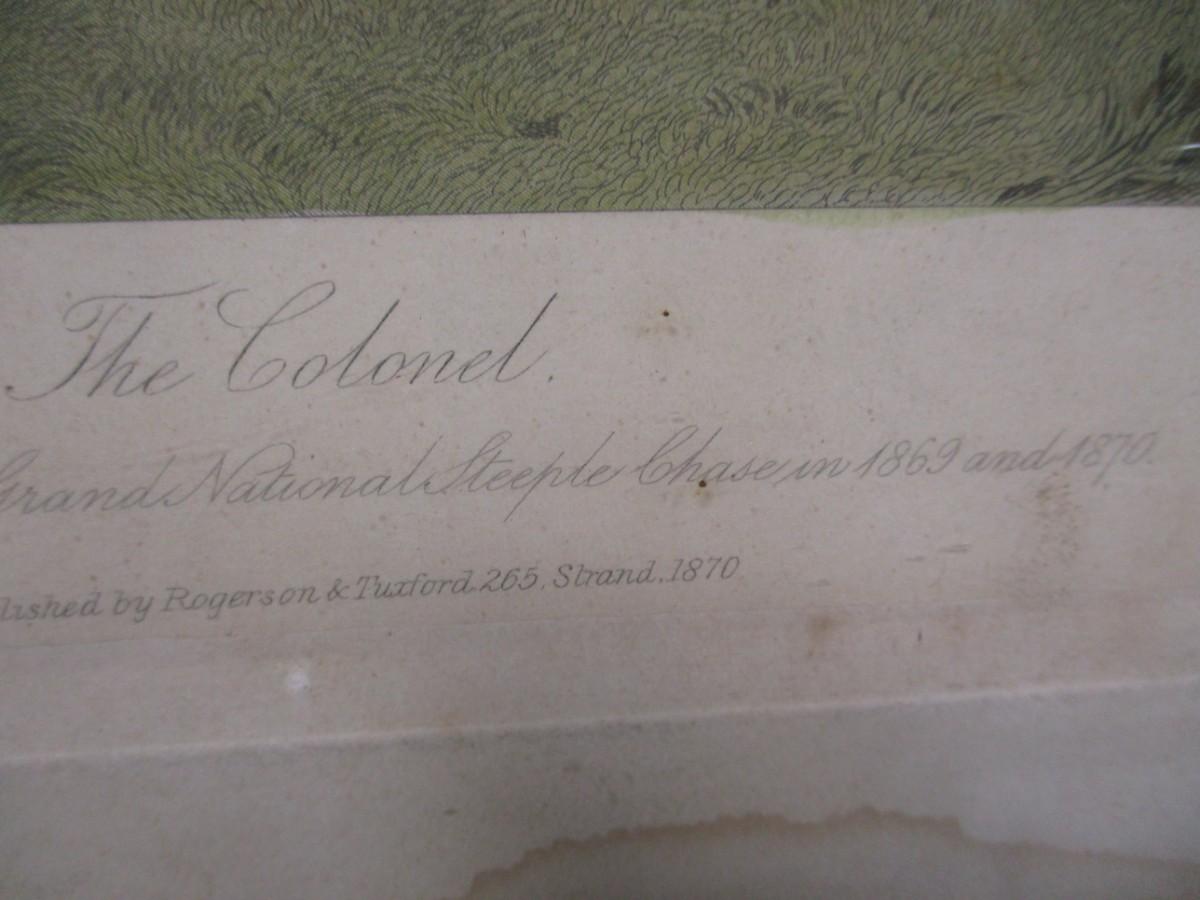 The Colonel.
Grand National Steeple Chase in 1869 and 1870.
lished by Rogerson & Tuxford. 265. Strand. 1870